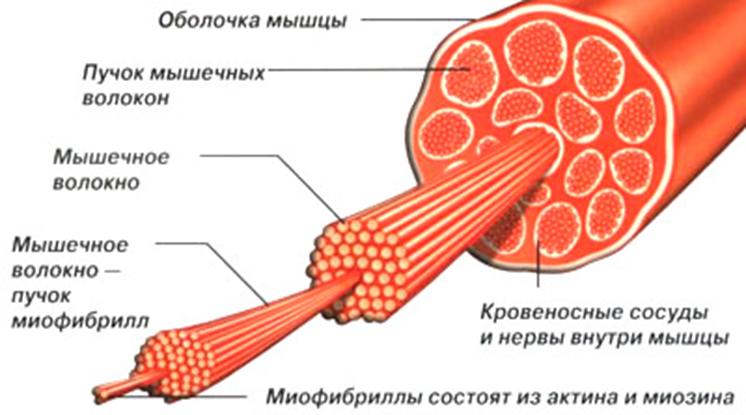 Оболочка мышцы
Пучок мышечных
волокон
Мышечное
волокно
Мышечное
волокно —
пучок
миофибрилл
Кровеносные сосуды
и нервы внутри мышцы
Миофибриллы состоят из актина и миозина